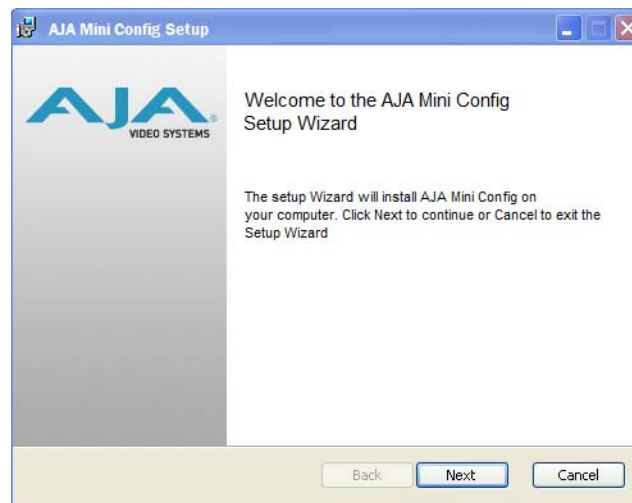 AJA Mini Config Setup
AJA
VIDEO SYSTEMS
Welcome to the AJA Mini Config
Setup Wizard
The setup Wizard will install AJA Mini Config on
your computer. Click Next to continue or Cancel to exit the
Setup Wizard
Back
Next
Cancel